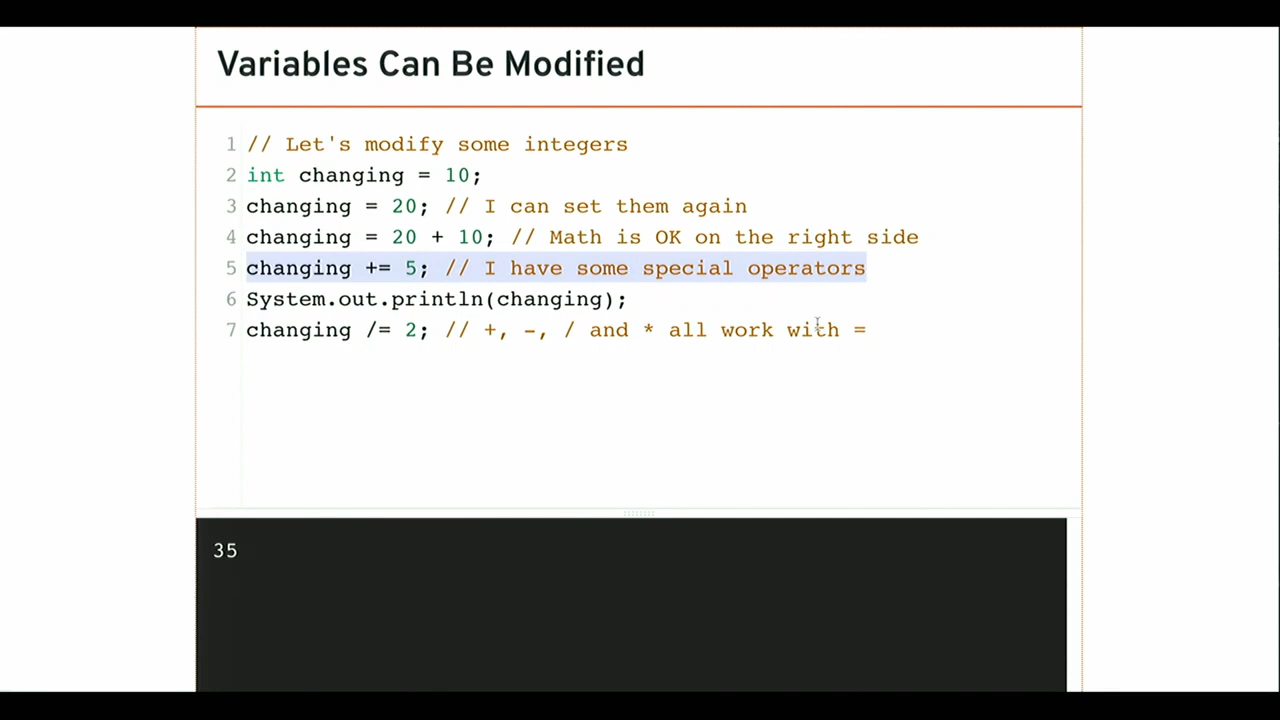 Variables Can Be Modified
1 // Let's modify some integers
2 int changing = 10;
3 changing = 20; // I can set them again
4 changing = 20 + 10; // Math is OK on the right side
5 changing += 5; // I have some special operators
6 System.out.println(changing);
7 changing /= 2; // +, -, / and * all work with =
35